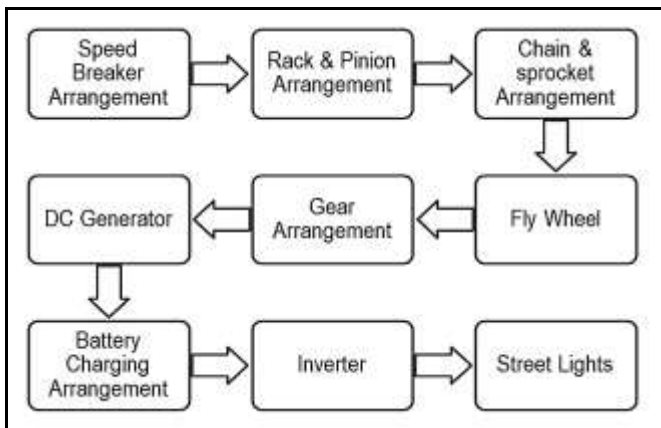 Speed
Breaker
Arrangement
Rack & Pinion
Arrangement
Chain &
sprocket
Arrangement
DC Generator
Gear
Arrangement
Fly Wheel
Battery
Charging
Arrangement
Inverter
Street Lights